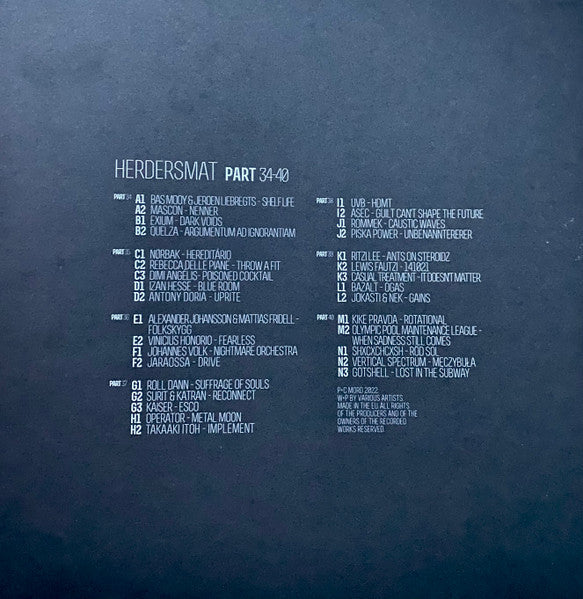 HERDERSMAT PART 34-40
PART 34 A1 BAS MOOY & JEROEN LIEBREGTS - SHELF LIFE
A2 MASCON - NENNER
B1 EXIUM - DARK VOIDS
B2 QUELZA - ARGUMENTUM AD IGNORANTIAM
PART 35 C1 NØRBAK - HEREDITÁRIO
C2 REBECCA DELLE PIANE - THROW A FIT
C3 DIMI ANGELIS - POISONED COCKTAIL
D1 IZAN HESSE - BLUE ROOM
D2 ANTONY DORIA - UPRITE
PART 36 E1 ALEXANDER JOHANSSON & MATTIAS FRIDELL -
FOLKSKYGG
E2 VINICIUS HONORIO - FEARLESS
F1 JOHANNES VOLK - NIGHTMARE ORCHESTRA
F2 JARAOSSA - DRIVE
PART 37 G1 ROLL DANN - SUFFRAGE OF SOULS
G2 SURIT & KATRAN - RECONNECT
G3 KAISER - ESCO
H1 OPERATOR - METAL MOON
H2 TAKAAKI ITOH - IMPLEMENT
PART 38 I1 UVB - HDMT
I2 ASEC - GUILT CAN'T SHAPE THE FUTURE
J1 ROMMEK - CAUSTIC WAVES
J2 PISKA POWER - UNBENANNTERERER
PART 39 K1 RITZI LEE - ANTS ON STEROIDZ
K2 LEWIS FAUTZI - 141021
K3 CASUAL TREATMENT - IT DOESN'T MATTER
L1 BAZALT - OGAS
L2 JOKASTI & NEK - GAINS
PART 40 M1 KIKE PRAVDA - ROTATIONAL
M2 OLYMPIC POOL MAINTENANCE LEAGUE -
WHEN SADNESS STILL COMES
N1 SHXCXCHCXSH - ROD SOL
N2 VERTICAL SPECTRUM - MECZYBUŁA
N3 GOTSHELL - LOST IN THE SUBWAY
P+C MORD 2022.
W+P BY VARIOUS ARTISTS.
MADE IN THE EU. ALL RIGHTS
OF THE PRODUCERS AND OF THE
OWNERS OF THE RECORDED
WORKS RESERVED.